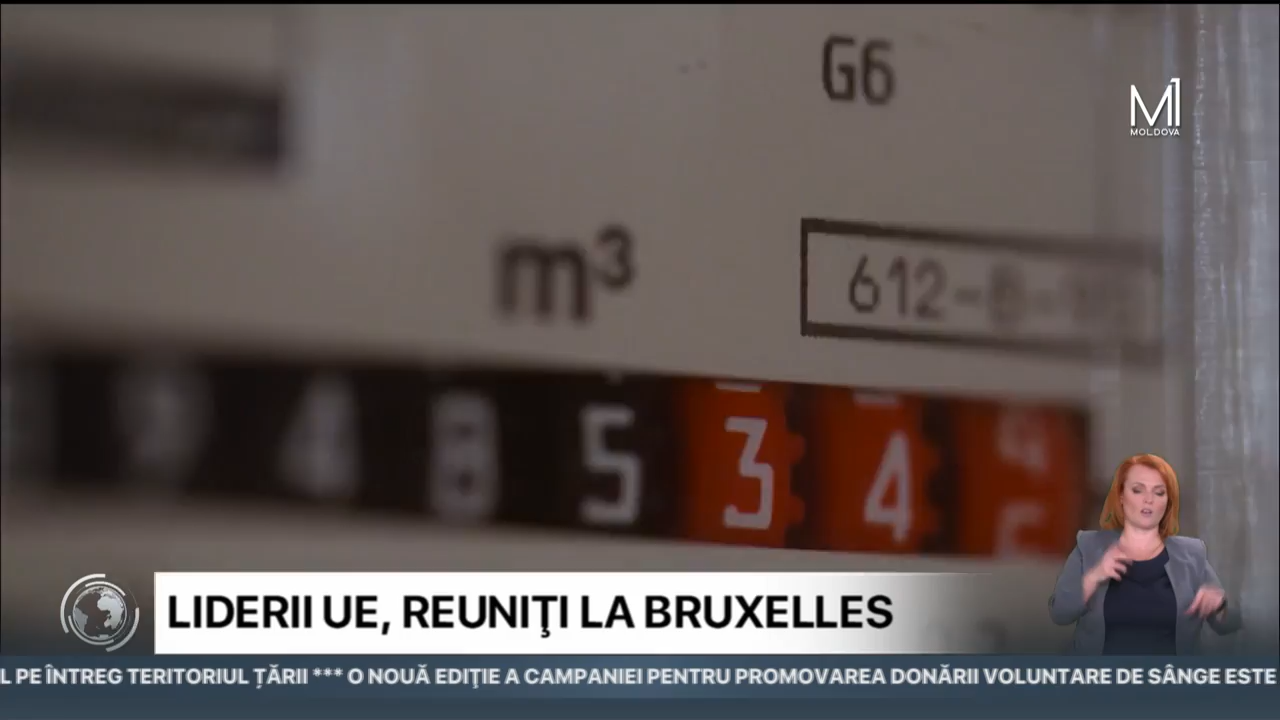 G6
M1
MOLDOVA
m³
612-
5 3 4
LIDERII UE, REUNIŢI LA BRUXELLES
L PE ÎNTREG TERITORIUL ȚĂRII *** O NOUĂ EDIŢIE A CAMPANIEI PENTRU PROMOVAREA DONĂRII VOLUNTARE DE SÂNGE ESTE